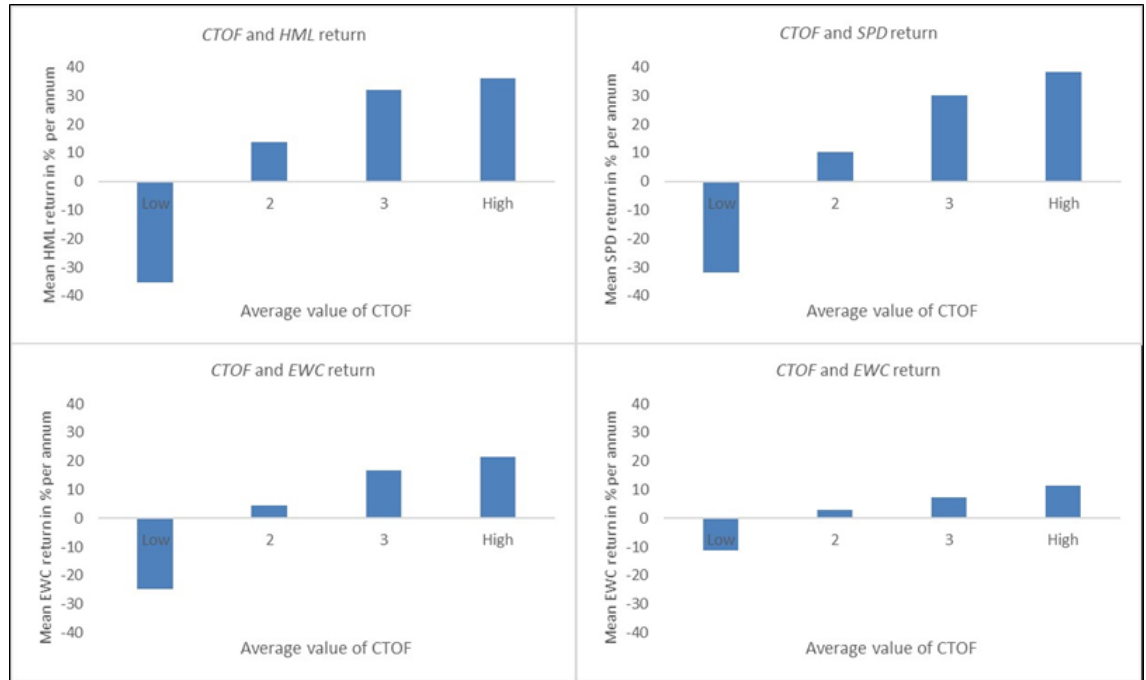 CTOF and HML return
Mean HML return in % per annum
40
30
20
10
0
-10
-20
-30
-40
Low 2 3 High
Average value of CTOF
CTOF and SPD return
Mean SPD return in % per annum
40
30
20
10
0
-10
-20
-30
-40
Low 2 3 High
Average value of CTOF
CTOF and EWC return
Mean EWC return in % per annum
40
30
20
10
0
-10
-20
-30
-40
Low 2 3 High
Average value of CTOF
CTOF and EWC return
Mean EWC return in % per annum
40
30
20
10
0
-10
-20
-30
-40
Low 2 3 High
Average value of CTOF